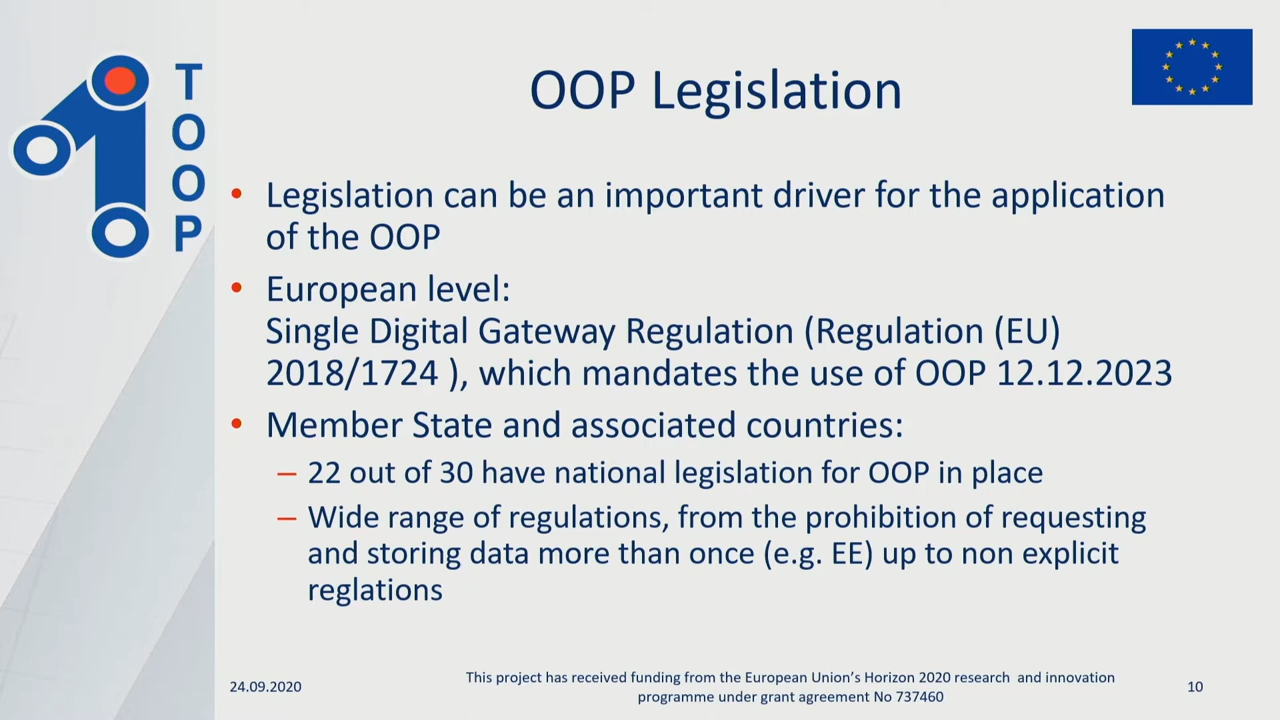 T
O
O
P
OOP Legislation
• Legislation can be an important driver for the application
of the OOP
• European level:
Single Digital Gateway Regulation (Regulation (EU)
2018/1724 ), which mandates the use of OOP 12.12.2023
• Member State and associated countries:
– 22 out of 30 have national legislation for OOP in place
– Wide range of regulations, from the prohibition of requesting
and storing data more than once (e.g. EE) up to non explicit
reglations
24.09.2020
This project has received funding from the European Union’s Horizon 2020 research and innovation
programme under grant agreement No 737460
10